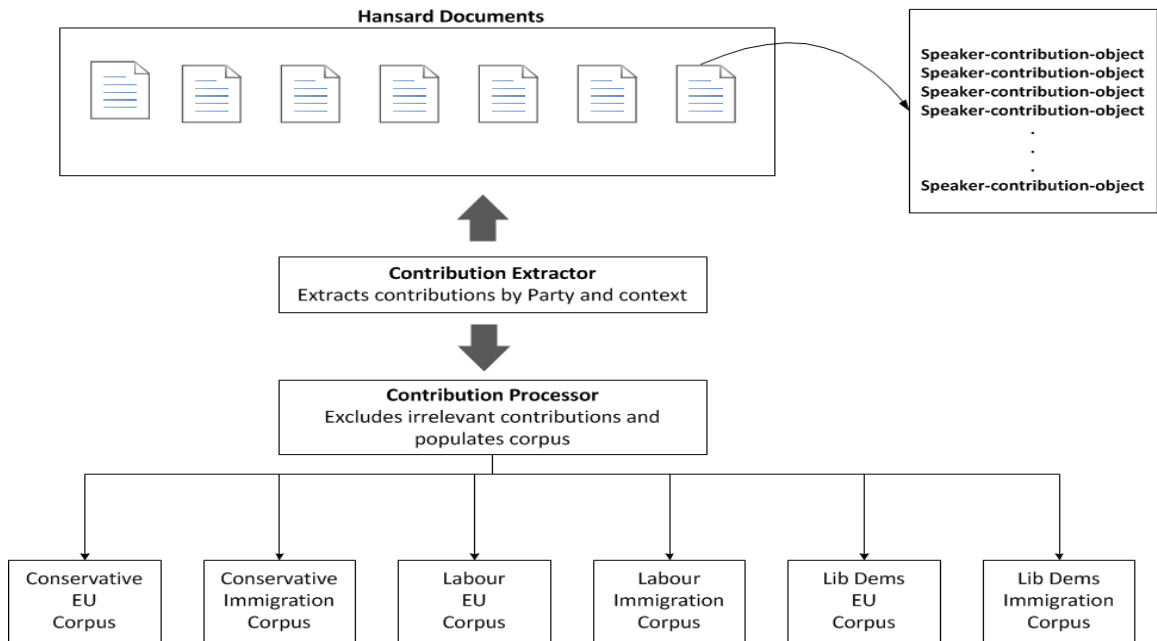 Hansard Documents
Speaker-contribution-object
Speaker-contribution-object
Speaker-contribution-object
Speaker-contribution-object
.
.
.
Speaker-contribution-object
Contribution Extractor
Extracts contributions by Party and context
Contribution Processor
Excludes irrelevant contributions and
populates corpus
Conservative
EU
Corpus
Conservative
Immigration
Corpus
Labour
EU
Corpus
Labour
Immigration
Corpus
Lib Dems
EU
Corpus
Lib Dems
Immigration
Corpus